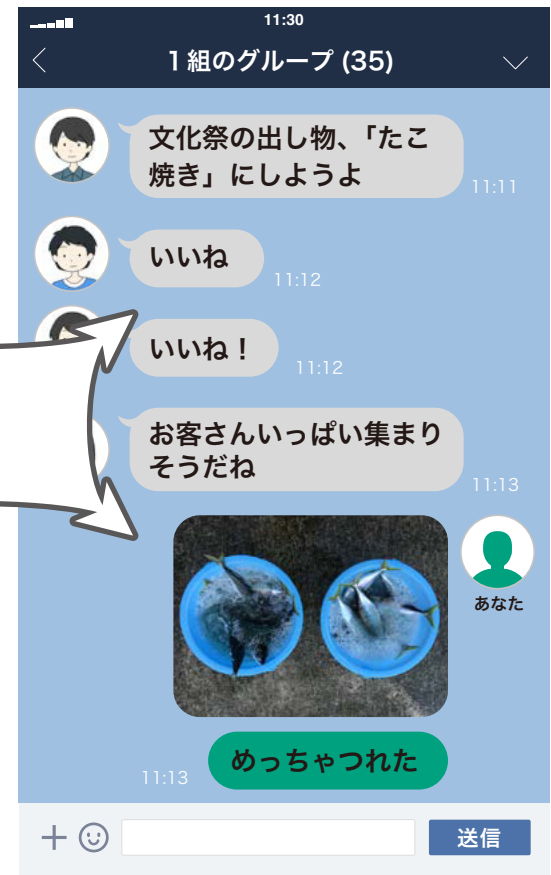 11:30
1組のグループ (35)
文化祭の出し物、「たこ
焼き」にしようよ
11:11
いいね
11:12
いいね！
11:12
お客さんいっぱい集まり
そうだね
11:13
あなた
めっちゃつれた
11:13
送信